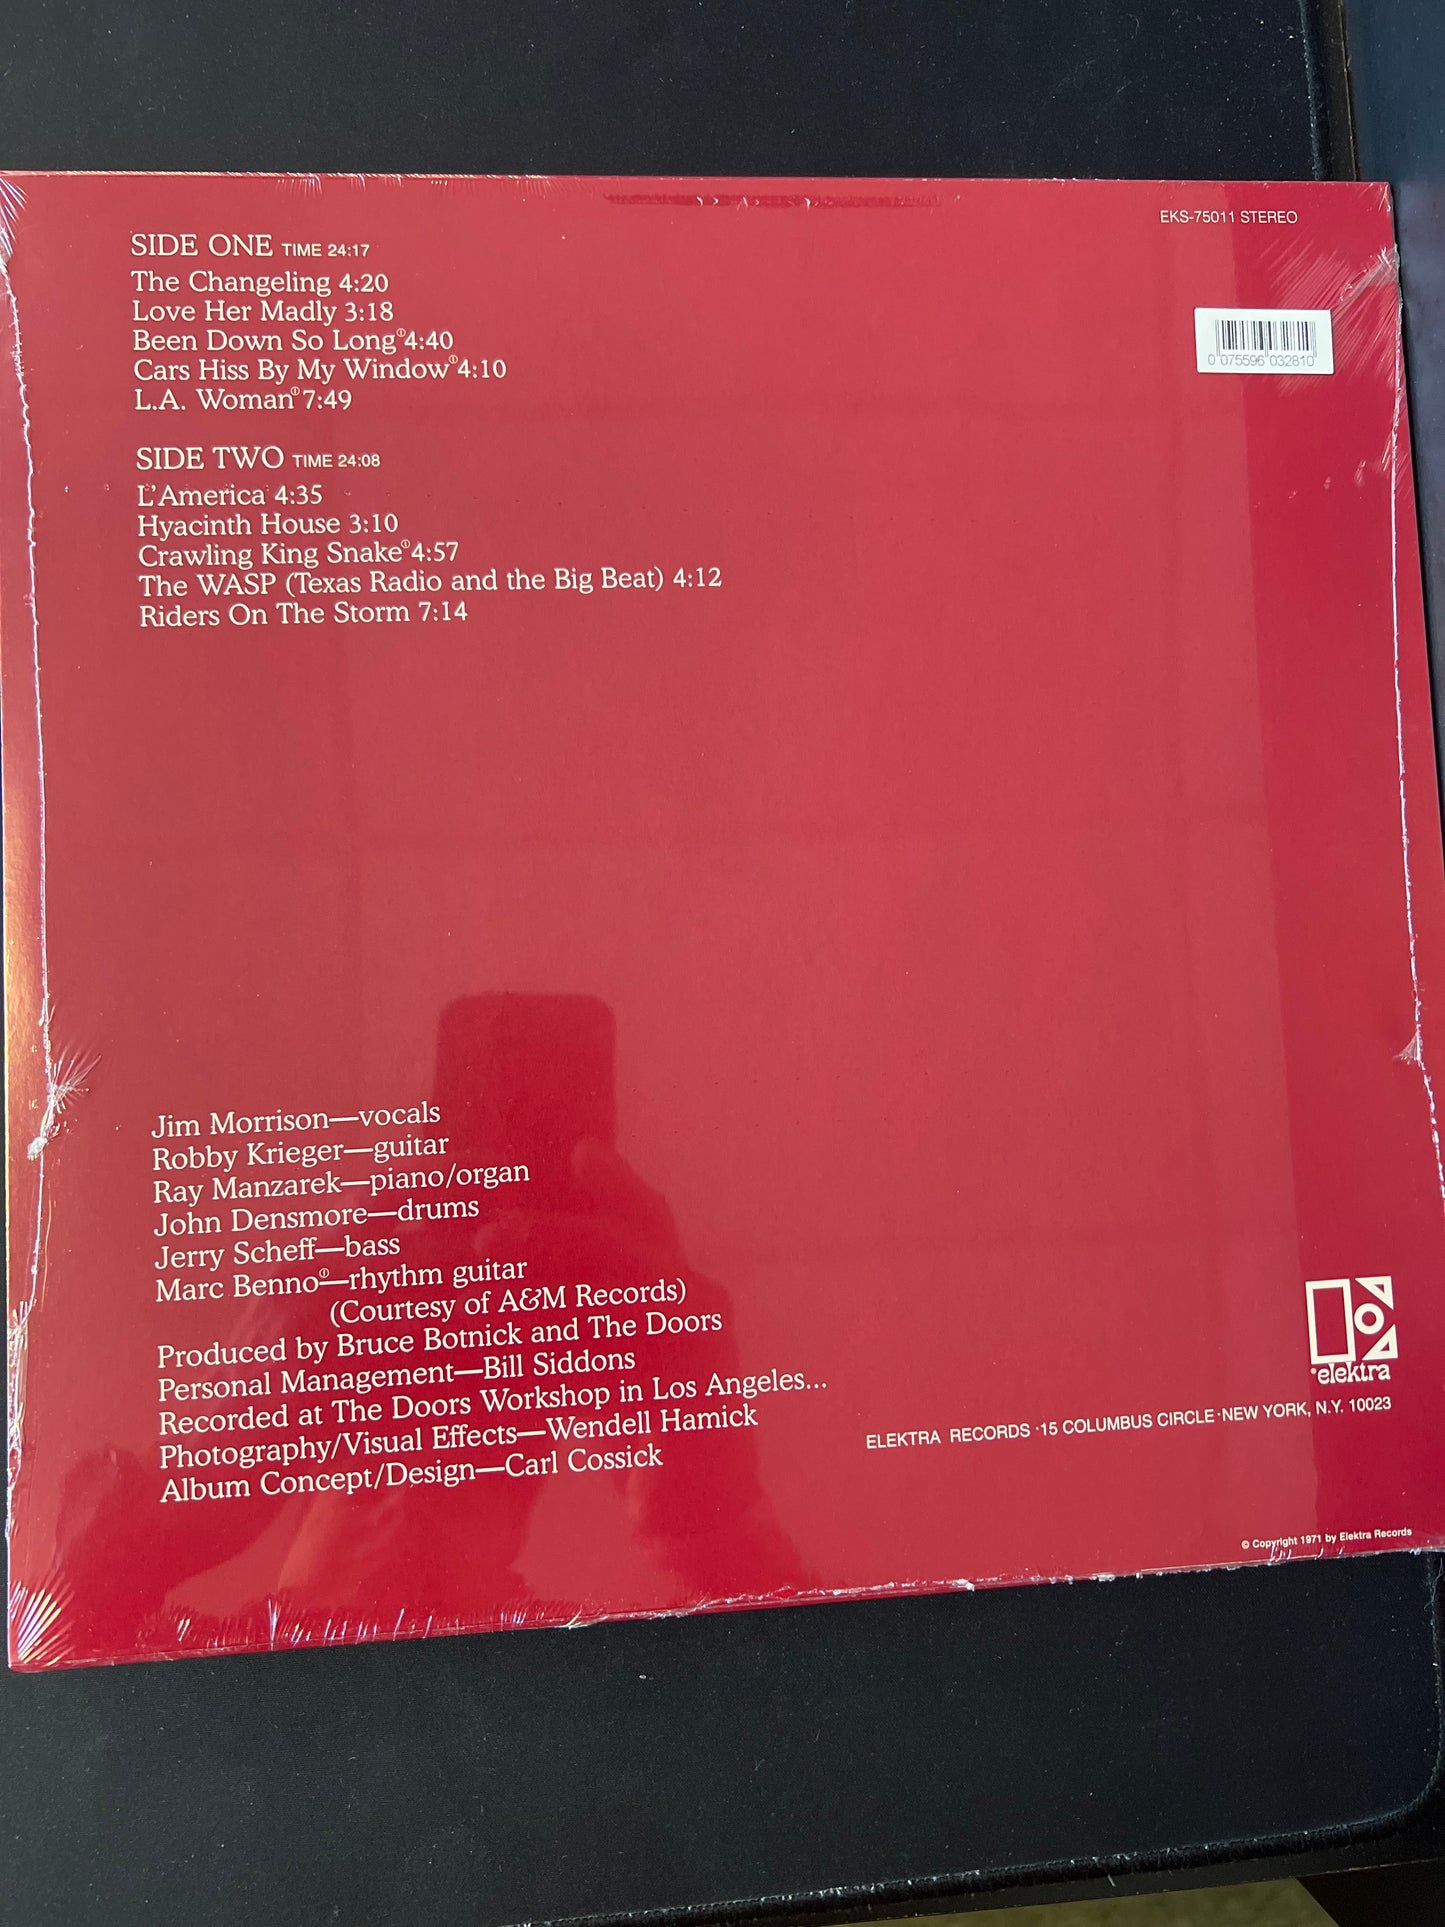 EKS-75011 STEREO
0 075596 032810
SIDE ONE TIME 24:17
The Changeling 4:20
Love Her Madly 3:18
Been Down So Long① 4:40
Cars Hiss By My Window① 4:10
L.A. Woman① 7:49
SIDE TWO TIME 24:08
L'America 4:35
Hyacinth House 3:10
Crawling King Snake① 4:57
The WASP (Texas Radio and the Big Beat) 4:12
Riders On The Storm 7:14
Jim Morrison—vocals
Robby Krieger—guitar
Ray Manzarek—piano/organ
John Densmore—drums
Jerry Scheff—bass
Marc Benno①—rhythm guitar
(Courtesy of A&M Records)
Produced by Bruce Botnick and The Doors
Personal Management—Bill Siddons
Recorded at The Doors Workshop in Los Angeles...
Photography/Visual Effects—Wendell Hamick
Album Concept/Design—Carl Cossick
elektra
ELEKTRA RECORDS · 15 COLUMBUS CIRCLE · NEW YORK, N.Y. 10023
© Copyright 1971 by Elektra Records